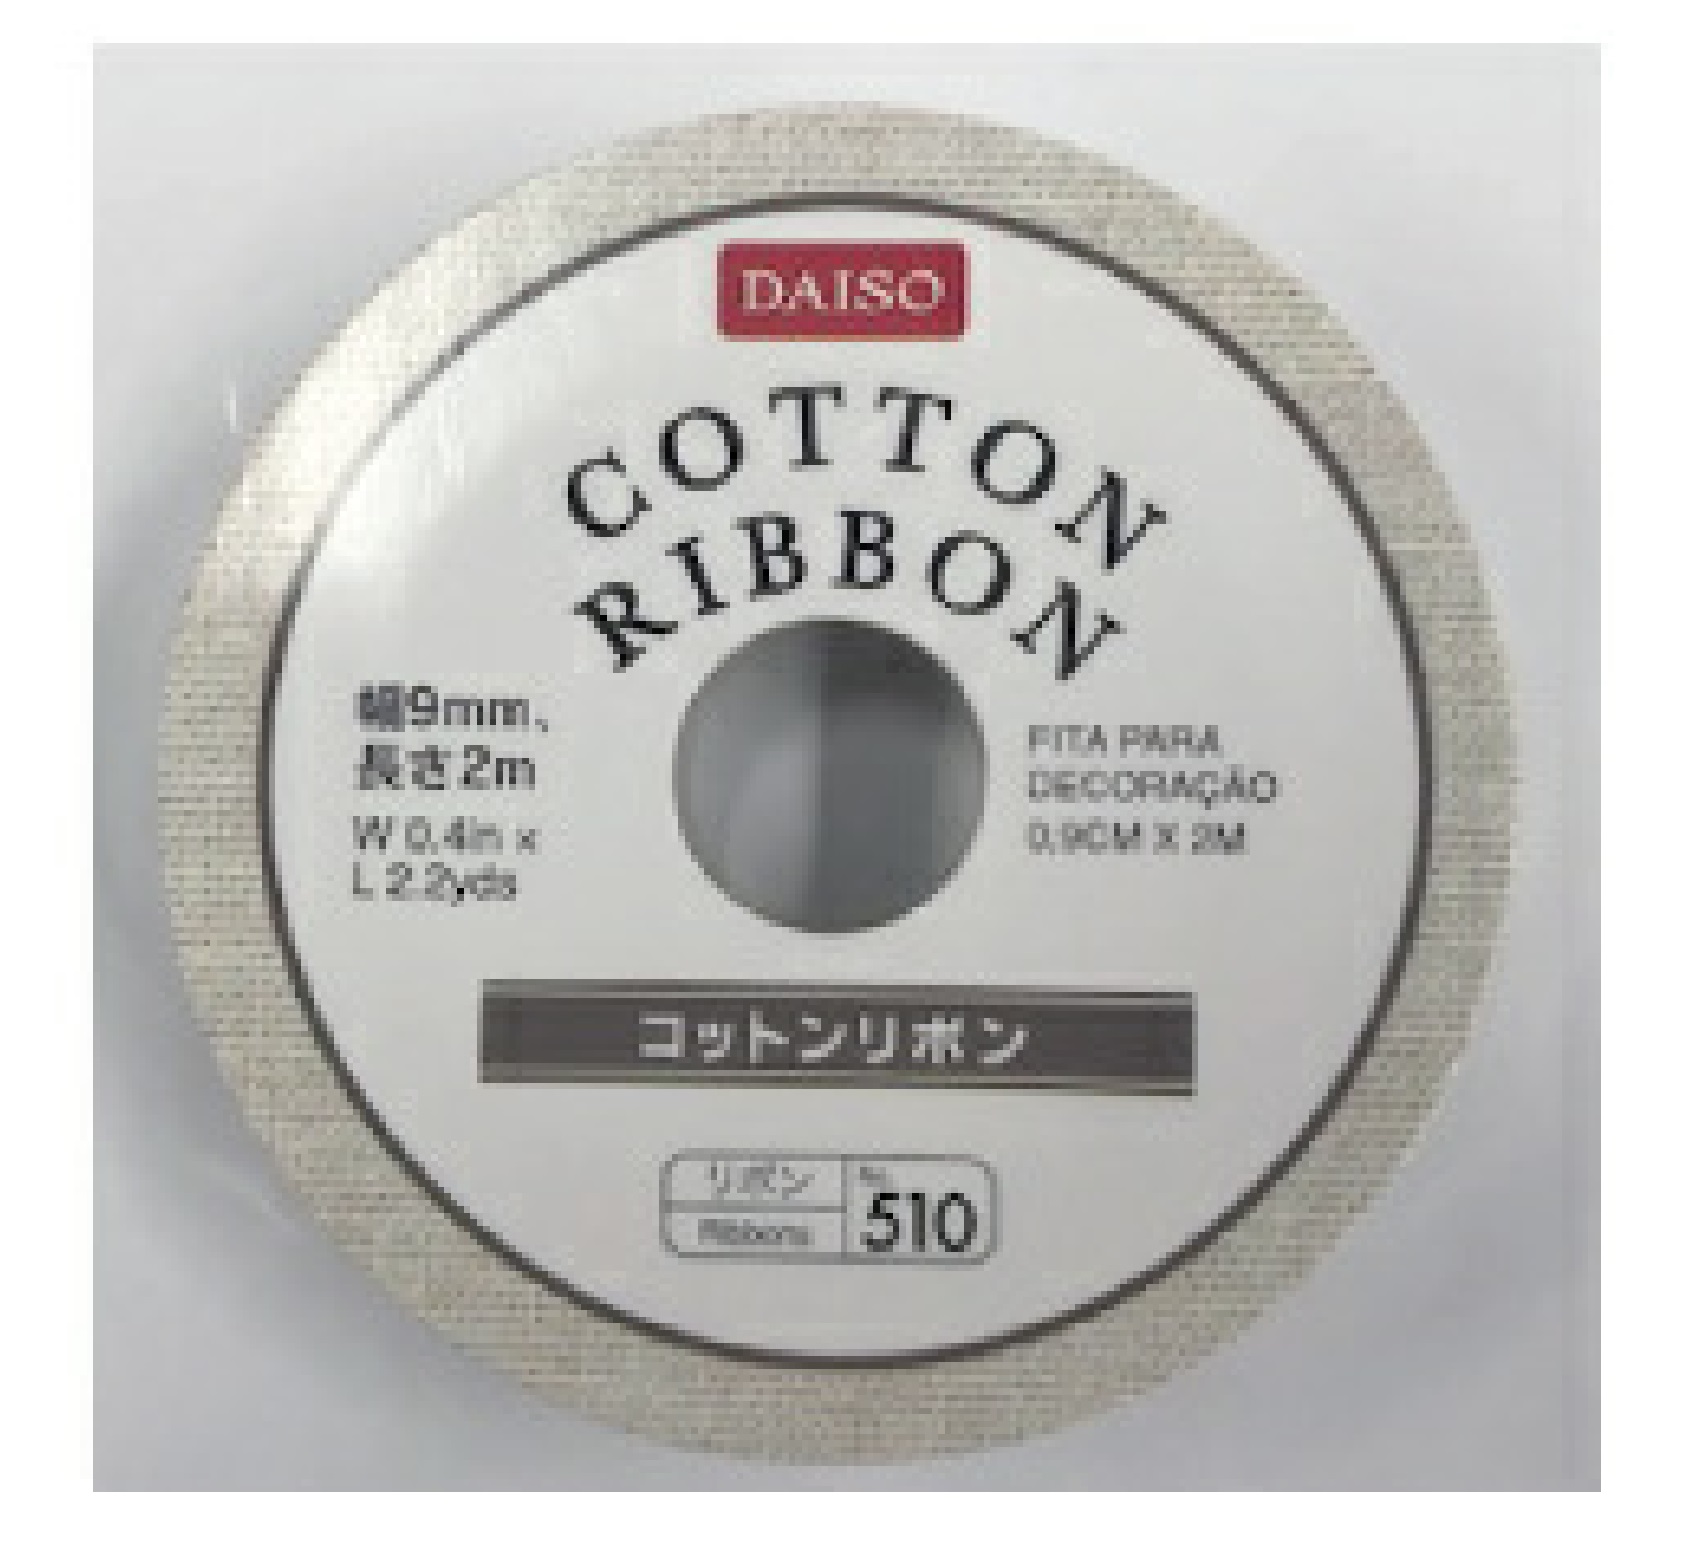 DAISO
COTTON
RIBBON
幅9mm、
長さ2m
W 0.4in x
L 2.2yds
FITA PARA
DECORAÇÃO
0,9CM X 2M
コットンリボン
リボン
Ribbons
No.
510